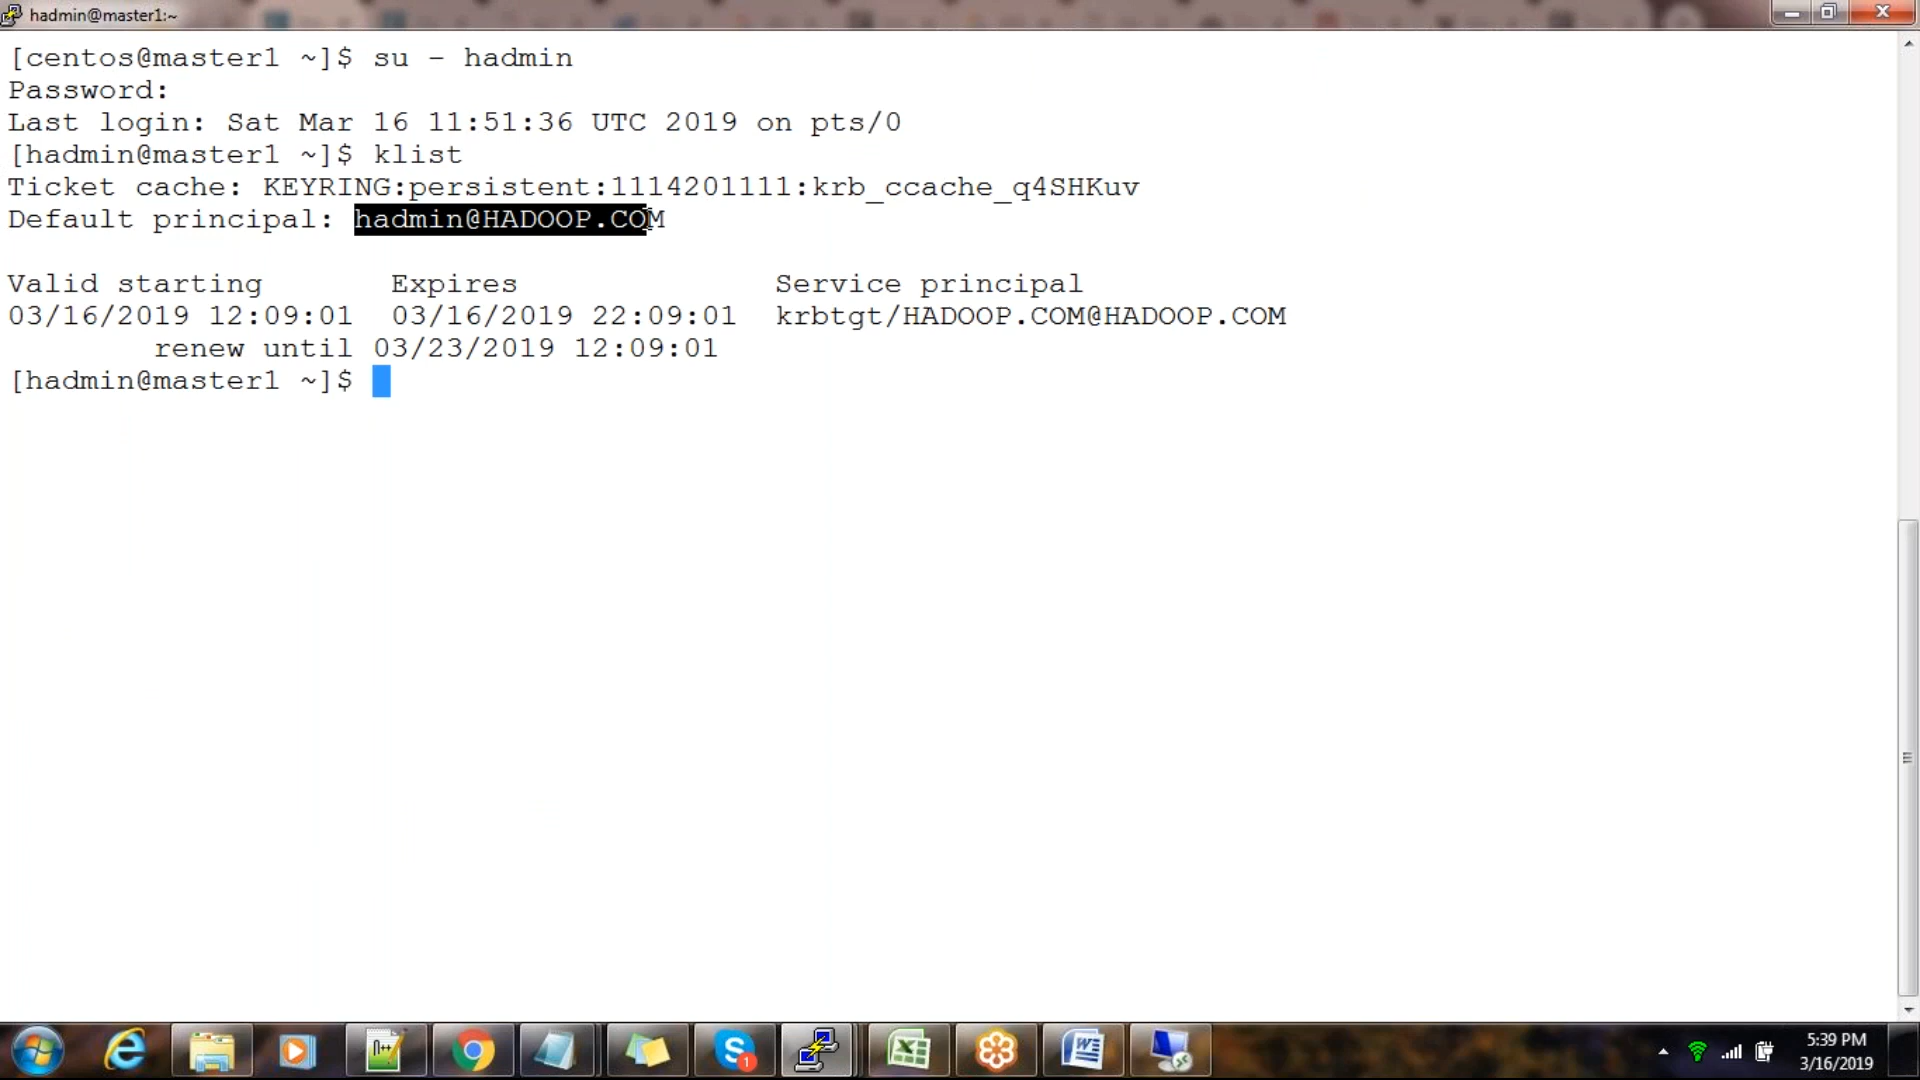 hadmin@master1:~
[centos@master1 ~]$ su - hadmin
Password:
Last login: Sat Mar 16 11:51:36 UTC 2019 on pts/0
[hadmin@master1 ~]$ klist
Ticket cache: KEYRING:persistent:1114201111:krb_ccache_q4SHKuv
Default principal: hadmin@HADOOP.COM
Valid starting Expires Service principal
03/16/2019 12:09:01 03/16/2019 22:09:01 krbtgt/HADOOP.COM@HADOOP.COM
renew until 03/23/2019 12:09:01
[hadmin@master1 ~]$
5:39 PM
3/16/2019